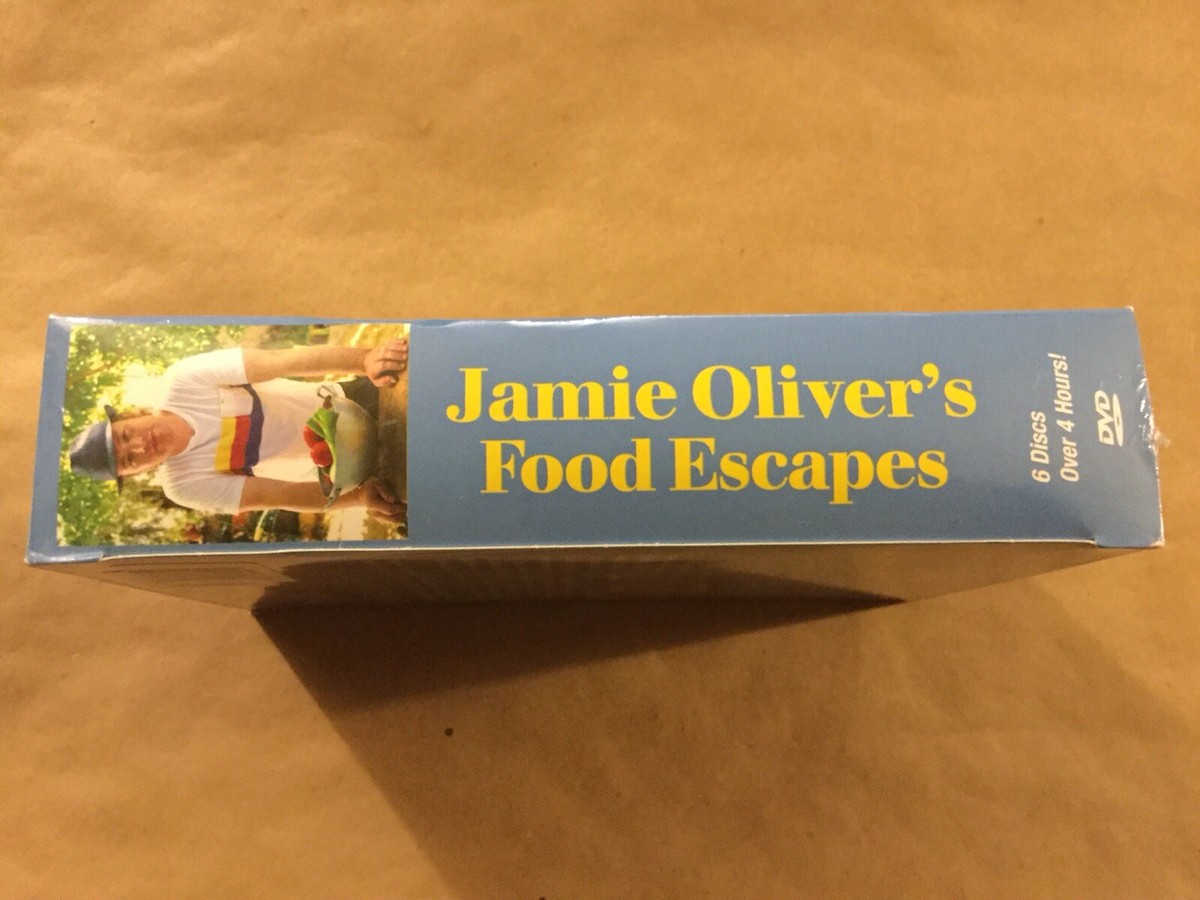 Jamie Oliver's
Food Escapes
6 Discs
Over 4 Hours!
DVD